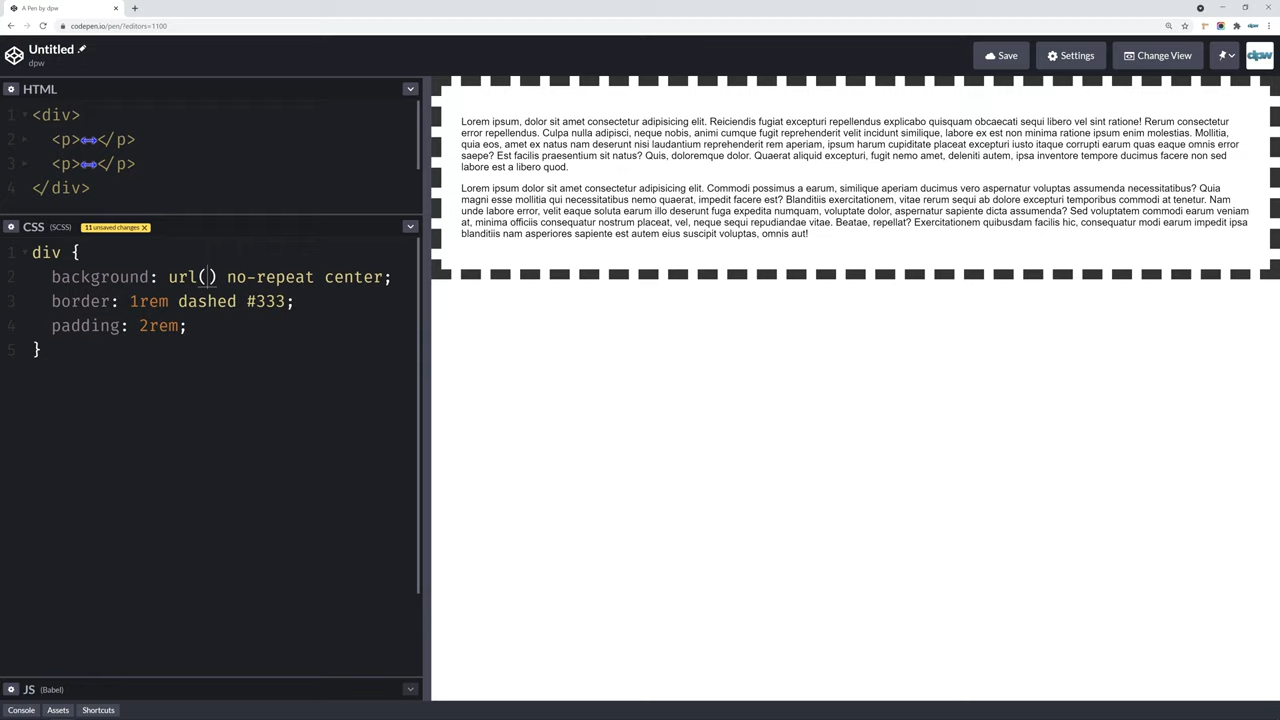 A Pen by dpw
codepen.io/pen/?editors=1100
Untitled
dpw
Save
Settings
Change View
dpw
HTML
1 <div>
2 <p></p>
3 <p></p>
4 </div>
CSS (SCSS) 11 unsaved changes X
1 div {
2 background: url() no-repeat center;
3 border: 1rem dashed #333;
4 padding: 2rem;
5 }
JS (Babel)
Console Assets Shortcuts
Lorem ipsum, dolor sit amet consectetur adipisicing elit. Reiciendis fugiat excepturi repellendus explicabo quisquam obcaecati sequi libero vel sint ratione! Rerum consectetur
error repellendus. Culpa nulla adipisci, neque nobis, animi cumque fugit reprehenderit velit incidunt similique, labore ex est non minima ratione ipsum enim molestias. Mollitia,
quia eos, amet ex natus nam deserunt nisi laudantium reprehenderit rem aperiam, ipsum harum cupiditate placeat excepturi iusto itaque corrupti earum quas eaque omnis error
saepe? Est facilis praesentium sit natus? Quis, doloremque dolor. Quaerat aliquid excepturi, fugit nemo amet, deleniti autem, ipsa inventore tempore ducimus facere non sed
labore est a libero quod.
Lorem ipsum dolor sit amet consectetur adipisicing elit. Commodi possimus a earum, similique aperiam ducimus vero aspernatur voluptas assumenda necessitatibus? Quia
magni esse mollitia qui necessitatibus nemo quaerat, impedit facere est? Blanditiis exercitationem, vitae rerum sequi ab dolore excepturi temporibus commodi at tenetur. Nam
unde labore error, velit eaque soluta earum illo deserunt fuga expedita numquam, voluptate dolor, aspernatur sapiente dicta assumenda? Sed voluptatem commodi earum veniam
at, minima officiis consequatur nostrum placeat, vel, neque sequi repudiandae vitae. Beatae, repellat? Exercitationem quibusdam facilis hic, consequatur modi earum impedit ipsa
blanditiis nam asperiores sapiente est autem eius suscipit voluptas, omnis aut!